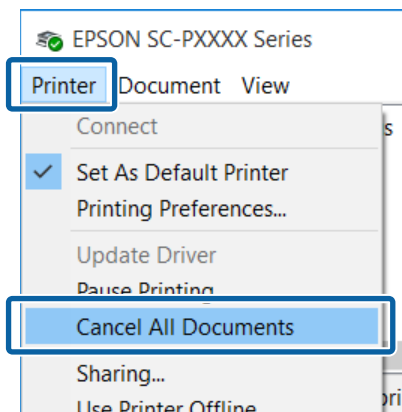 EPSON SC-PXXXX Series
Printer Document View
Connect
Set As Default Printer
Printing Preferences...
Update Driver
Pause Printing
Cancel All Documents
Sharing...
Use Printer Offline